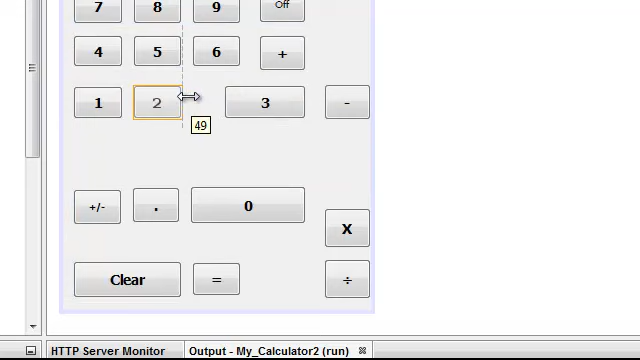 7 8 9 Off
4 5 6 +
1 2 3 -
49
+/- . 0
X
Clear = ÷
HTTP Server Monitor Output - My_Calculator2 (run)